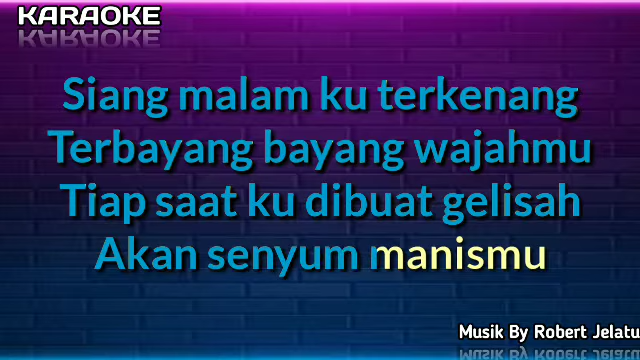 KARAOKE
Siang malam ku terkenang
Terbayang bayang wajahmu
Tiap saat ku dibuat gelisah
Akan senyum manismu
Musik By Robert Jelatu